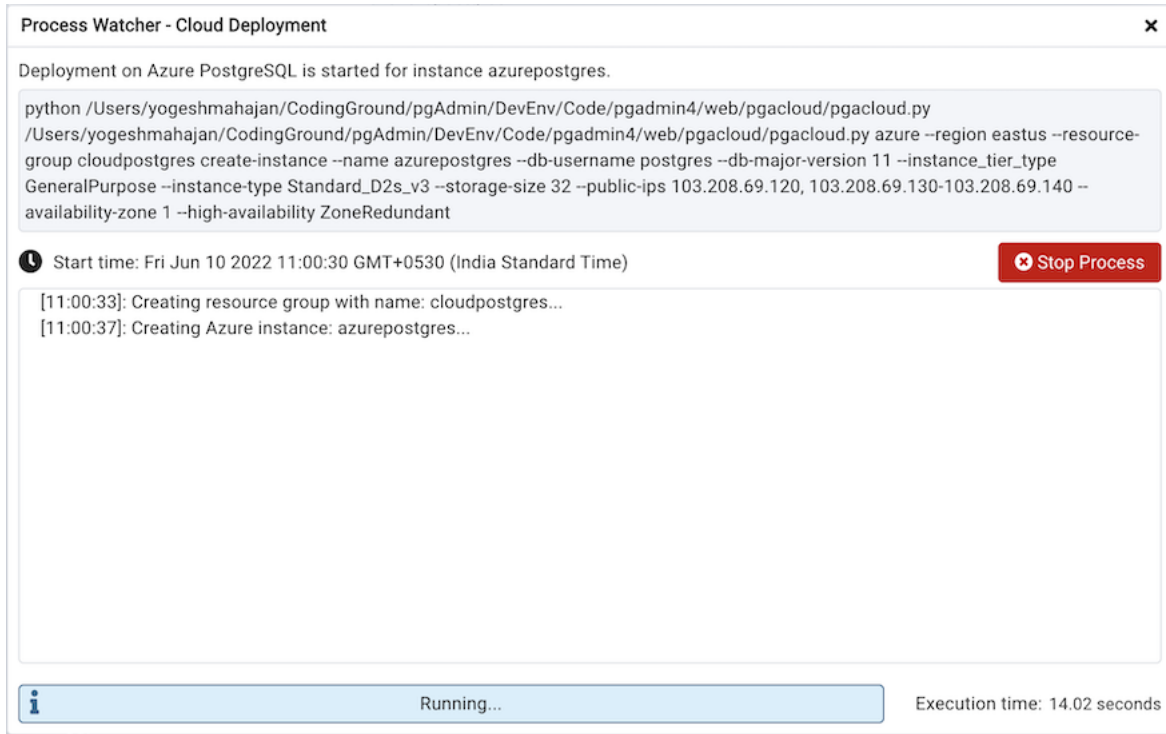 Process Watcher - Cloud Deployment
Deployment on Azure PostgreSQL is started for instance azurepostgres.
python /Users/yogeshmahajan/CodingGround/pgAdmin/DevEnv/Code/pgadmin4/web/pgacloud/pgacloud.py
/Users/yogeshmahajan/CodingGround/pgAdmin/DevEnv/Code/pgadmin4/web/pgacloud/pgacloud.py azure --region eastus --resource-
group cloudpostgres create-instance --name azurepostgres --db-username postgres --db-major-version 11 --instance_tier_type
GeneralPurpose --instance-type Standard_D2s_v3 --storage-size 32 --public-ips 103.208.69.120, 103.208.69.130-103.208.69.140 --
availability-zone 1 --high-availability ZoneRedundant
Start time: Fri Jun 10 2022 11:00:30 GMT+0530 (India Standard Time)
Stop Process
[11:00:33]: Creating resource group with name: cloudpostgres...
[11:00:37]: Creating Azure instance: azurepostgres...
Running...
Execution time: 14.02 seconds